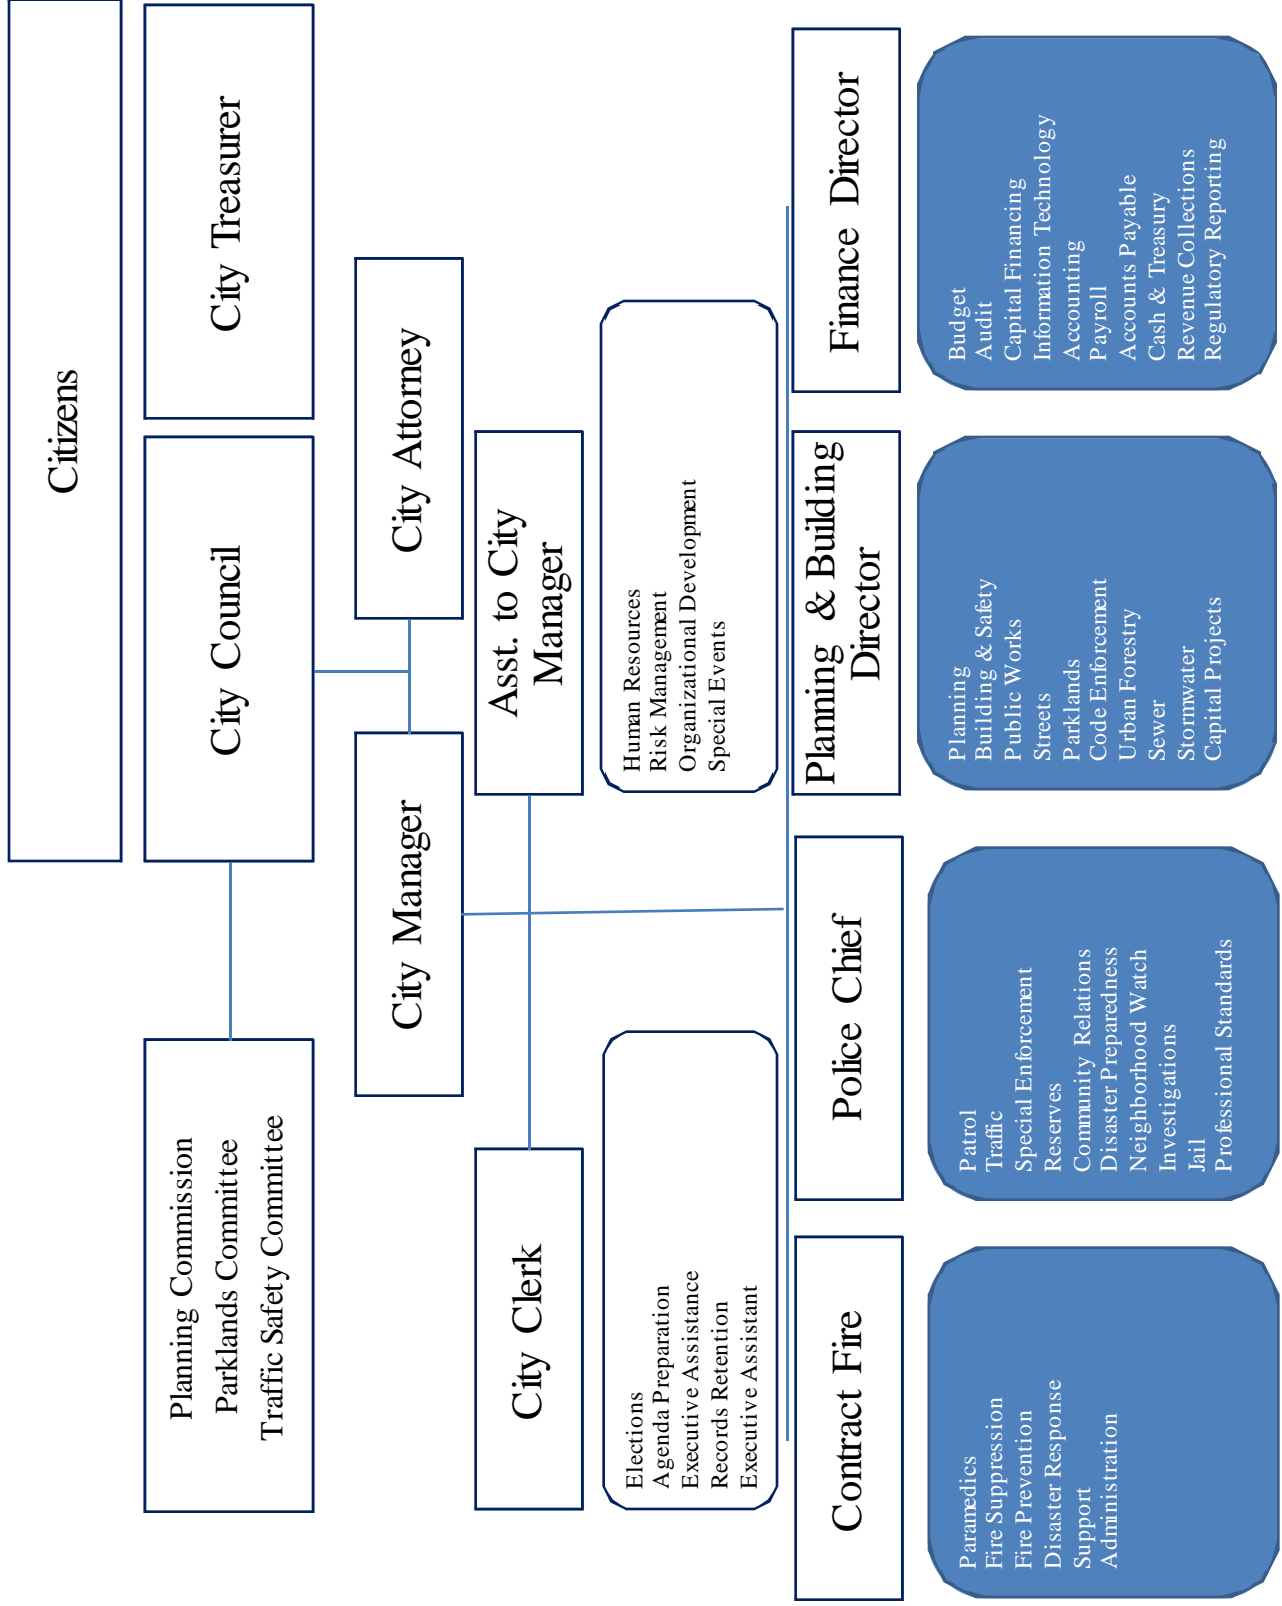 Citizens
Planning Commission
Parklands Committee
Traffic Safety Committee
City Council
City Treasurer
City Manager
City Attorney
City Clerk
Asst. to City
Manager
Elections
Agenda Preparation
Executive Assistance
Records Retention
Executive Assistant
Human Resources
Risk Management
Organizational Development
Special Events
Contract Fire
Police Chief
Planning & Building
Director
Finance Director
Paramedics
Fire Suppression
Fire Prevention
Disaster Response
Support
Administration
Patrol
Traffic
Special Enforcement
Reserves
Community Relations
Disaster Preparedness
Neighborhood Watch
Investigations
Jail
Professional Standards
Planning
Building & Safety
Public Works
Streets
Parklands
Code Enforcement
Urban Forestry
Sewer
Stormwater
Capital Projects
Budget
Audit
Capital Financing
Information Technology
Accounting
Payroll
Accounts Payable
Cash & Treasury
Revenue Collections
Regulatory Reporting